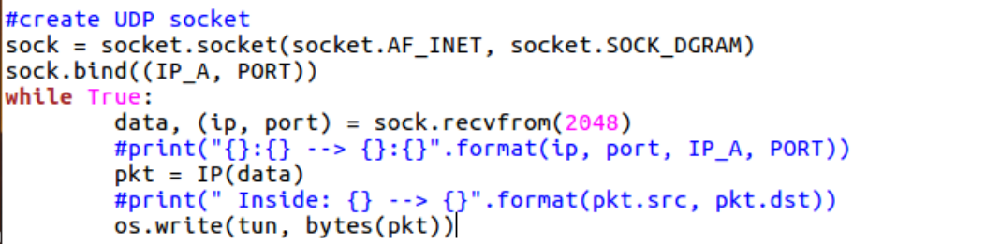 #create UDP socket
sock = socket.socket(socket.AF_INET, socket.SOCK_DGRAM)
sock.bind((IP_A, PORT))
while True:
        data, (ip, port) = sock.recvfrom(2048)
        #print("{}:{} --> {}:{}".format(ip, port, IP_A, PORT))
        pkt = IP(data)
        #print(" Inside: {} --> {}".format(pkt.src, pkt.dst))
        os.write(tun, bytes(pkt))